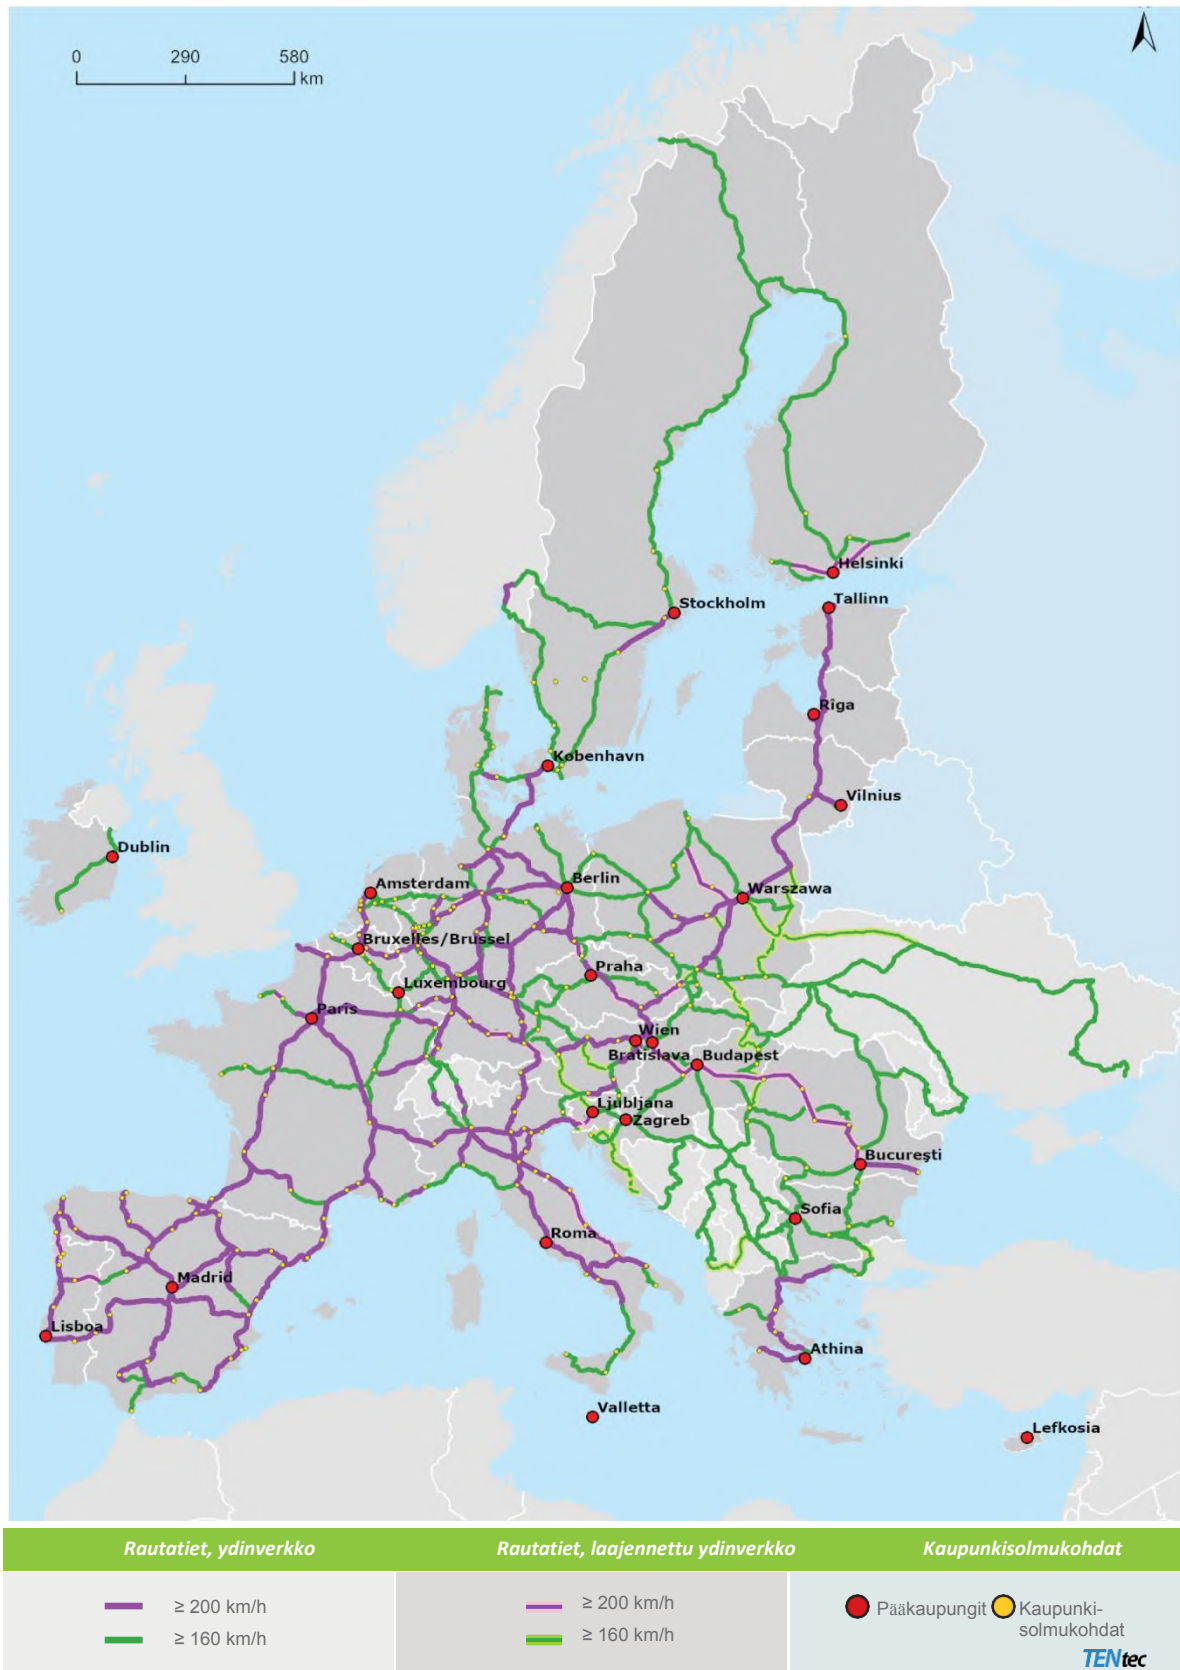 0 290 580
km
Helsinki
Tallinn
Stockholm
Rīga
København
Vilnius
Dublin
Berlin
Amsterdam
Warszawa
Bruxelles/Brussel
Praha
Luxembourg
Paris
Wien
Bratislava
Budapest
Ljubljana
Zagreb
Bucureşti
Sofia
Roma
Madrid
Lisboa
Athina
Valletta
Lefkosia
Rautatiet, ydinverkko
Rautatiet, laajennettu ydinverkko
Kaupunkisolmukohdat
≥ 200 km/h
≥ 160 km/h
≥ 200 km/h
≥ 160 km/h
Pääkaupungit
Kaupunki-
solmukohdat
TENtec